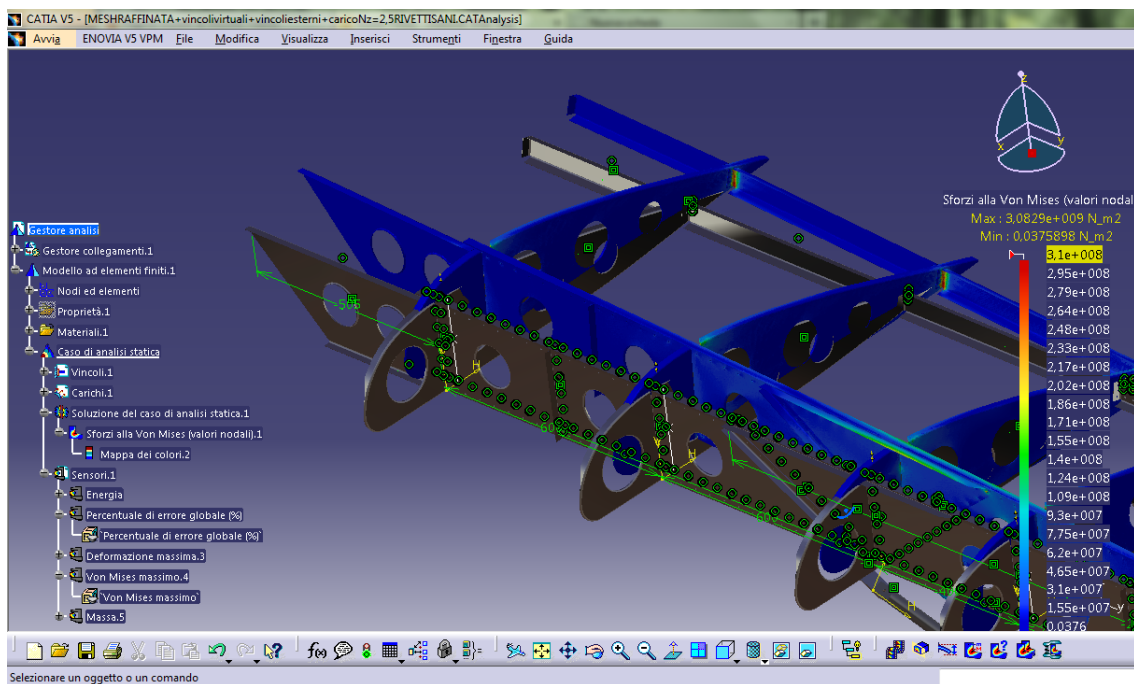 CATIA V5 - [MESHRAFFINATA+vincolivirtuali+vincoliesterni+caricoNz=2,5RIVETTISANI.CATAnalysis]
Avvia ENOVIA V5 VPM File Modifica Visualizza Inserisci Strumenti Finestra Guida
z
x
y
Sforzi alla Von Mises (valori nodal
Max : 3,0829e+009 N_m2
Min : 0,0375898 N_m2
3,1e+008
2,95e+008
2,79e+008
2,64e+008
2,48e+008
2,33e+008
2,17e+008
2,02e+008
1,86e+008
1,71e+008
1,55e+008
1,4e+008
1,24e+008
1,09e+008
9,3e+007
7,75e+007
6,2e+007
4,65e+007
3,1e+007
1,55e+007
0,0376
y
Gestore analisi
Gestore collegamenti.1
Modello ad elementi finiti.1
Nodi ed elementi
Proprietà.1
Materiali.1
Caso di analisi statica
Vincoli.1
Carichi.1
Soluzione del caso di analisi statica.1
Sforzi alla Von Mises (valori nodali).1
Mappa dei colori.2
Sensori.1
Energia
Percentuale di errore globale (%)
`Percentuale di errore globale (%)`
Deformazione massima.3
Von Mises massimo.4
`Von Mises massimo`
Massa.5
H
H
H
f(x)
Selezionare un oggetto o un comando